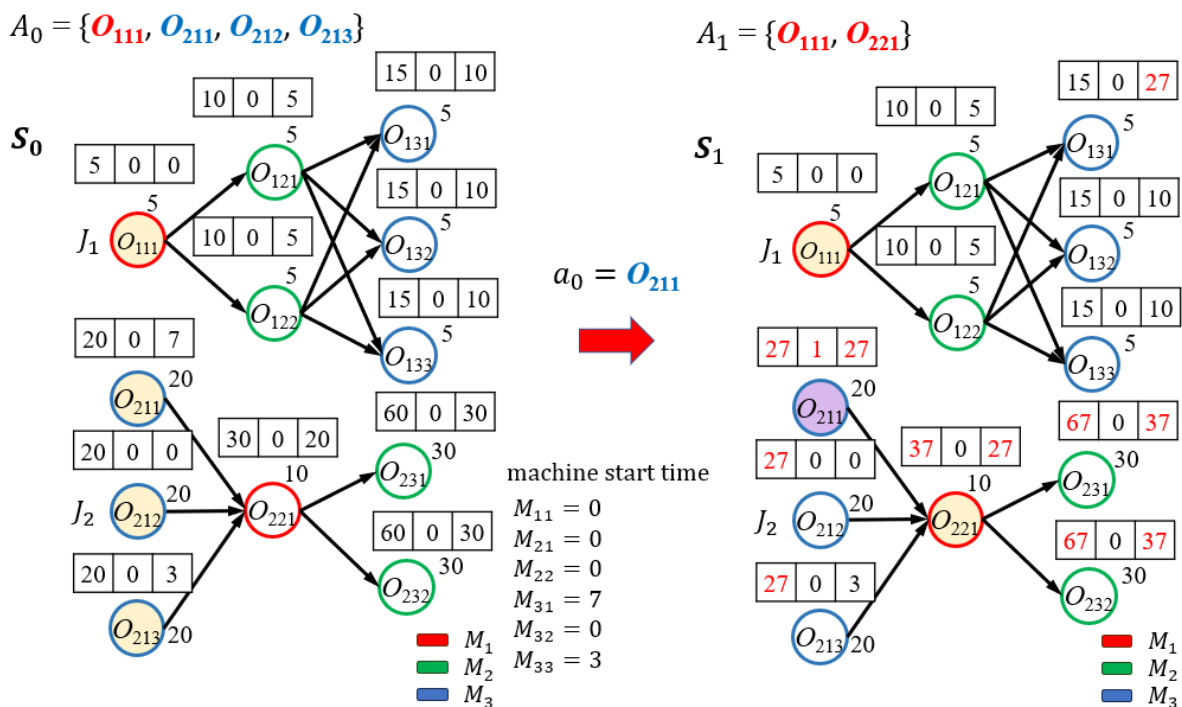 A₀ = {O₁₁₁, O₂₁₁, O₂₁₂, O₂₁₃}
S₀
15 0 10
10 0 5
5
O₁₃₁
5 0 0
5
O₁₂₁
15 0 10
5
J₁
O₁₁₁
10 0 5
5
O₁₃₂
5
O₁₂₂
15 0 10
5
O₁₃₃
20 0 7
20
O₂₁₁
20 0 0
20
J₂
O₂₁₂
30 0 20
10
O₂₂₁
60 0 30
30
O₂₃₁
20 0 3
O₂₁₃
20
60 0 30
30
O₂₃₂
machine start time
M₁₁ = 0
M₂₁ = 0
M₂₂ = 0
M₃₁ = 7
M₃₂ = 0
M₃₃ = 3
M₁
M₂
M₃
a₀ = O₂₁₁
A₁ = {O₁₁₁, O₂₂₁}
S₁
15 0 27
10 0 5
5
O₁₃₁
5 0 0
5
O₁₂₁
15 0 10
5
J₁
O₁₁₁
10 0 5
5
O₁₃₂
5
O₁₂₂
15 0 10
5
O₁₃₃
27 1 27
20
O₂₁₁
27 0 0
20
J₂
O₂₁₂
37 0 27
10
O₂₂₁
67 0 37
30
O₂₃₁
27 0 3
O₂₁₃
20
67 0 37
30
O₂₃₂
M₁
M₂
M₃